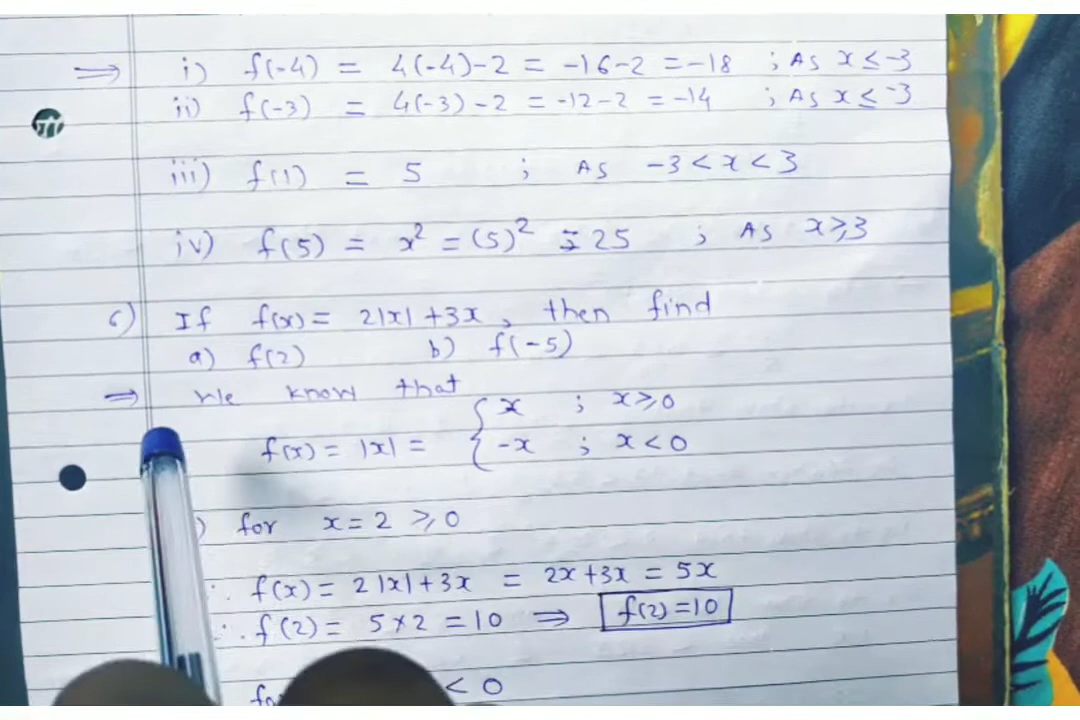 ⇒ i) f(-4) = 4(-4)-2 = -16-2 = -18 ; As x ≤ -3
ii) f(-3) = 4(-3)-2 = -12-2 = -14 ; As x ≤ -3
iii) f(1) = 5 ; As -3 < x < 3
iv) f(5) = x² = (5)² = 25 ; As x ≥ 3
c) If f(x) = 2|x| + 3x, then find
a) f(2) b) f(-5)
⇒ We know that
f(x) = |x| = { x ; x ≥ 0
{ -x ; x < 0
) for x = 2 ≥ 0
∴ f(x) = 2|x| + 3x = 2x + 3x = 5x
∴ f(2) = 5 × 2 = 10 ⇒ f(2) = 10
< 0